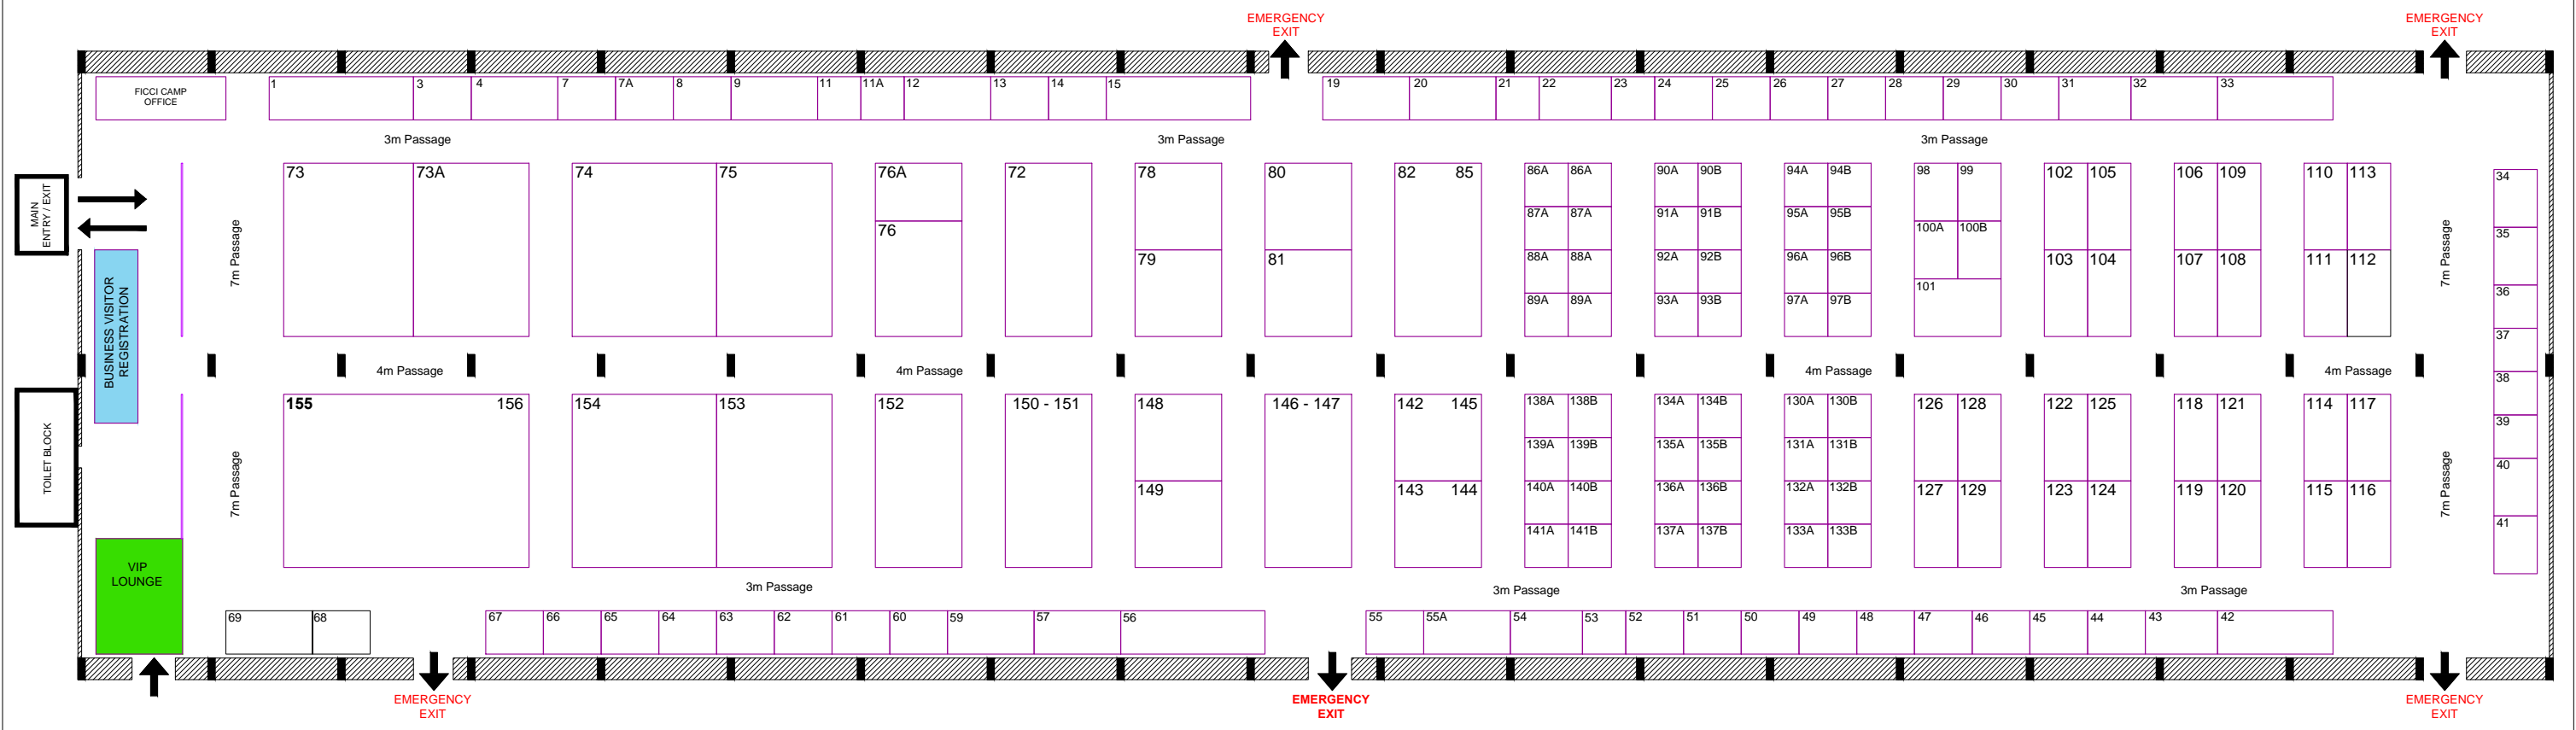 EMERGENCY
EXIT
EMERGENCY
EXIT
FICCI CAMP
OFFICE
1
3
4
7
7A
8
9
11
11A
12
13
14
15
19
20
21
22
23
24
25
26
27
28
29
30
31
32
33
3m Passage
3m Passage
3m Passage
MAIN
ENTRY / EXIT
7m Passage
73
73A
74
75
76A
72
78
80
82
85
86A
86A
90A
90B
94A
94B
98
99
102
105
106
109
110
113
34
87A
87A
91A
91B
95A
95B
76
100A
100B
35
88A
88A
92A
92B
96A
96B
79
81
103
104
107
108
111
112
7m Passage
101
36
89A
89A
93A
93B
97A
97B
37
BUSINESS VISITOR
REGISTRATION
4m Passage
4m Passage
4m Passage
4m Passage
38
155
156
154
153
152
150 - 151
148
146 - 147
142
145
138A
138B
134A
134B
130A
130B
126
128
122
125
118
121
114
117
39
139A
139B
135A
135B
131A
131B
40
TOILET BLOCK
7m Passage
149
143
144
140A
140B
136A
136B
132A
132B
127
129
123
124
119
120
115
116
7m Passage
41
141A
141B
137A
137B
133A
133B
VIP
LOUNGE
3m Passage
3m Passage
3m Passage
69
68
67
66
65
64
63
62
61
60
59
57
56
55
55A
54
53
52
51
50
49
48
47
46
45
44
43
42
EMERGENCY
EXIT
EMERGENCY
EXIT
EMERGENCY
EXIT